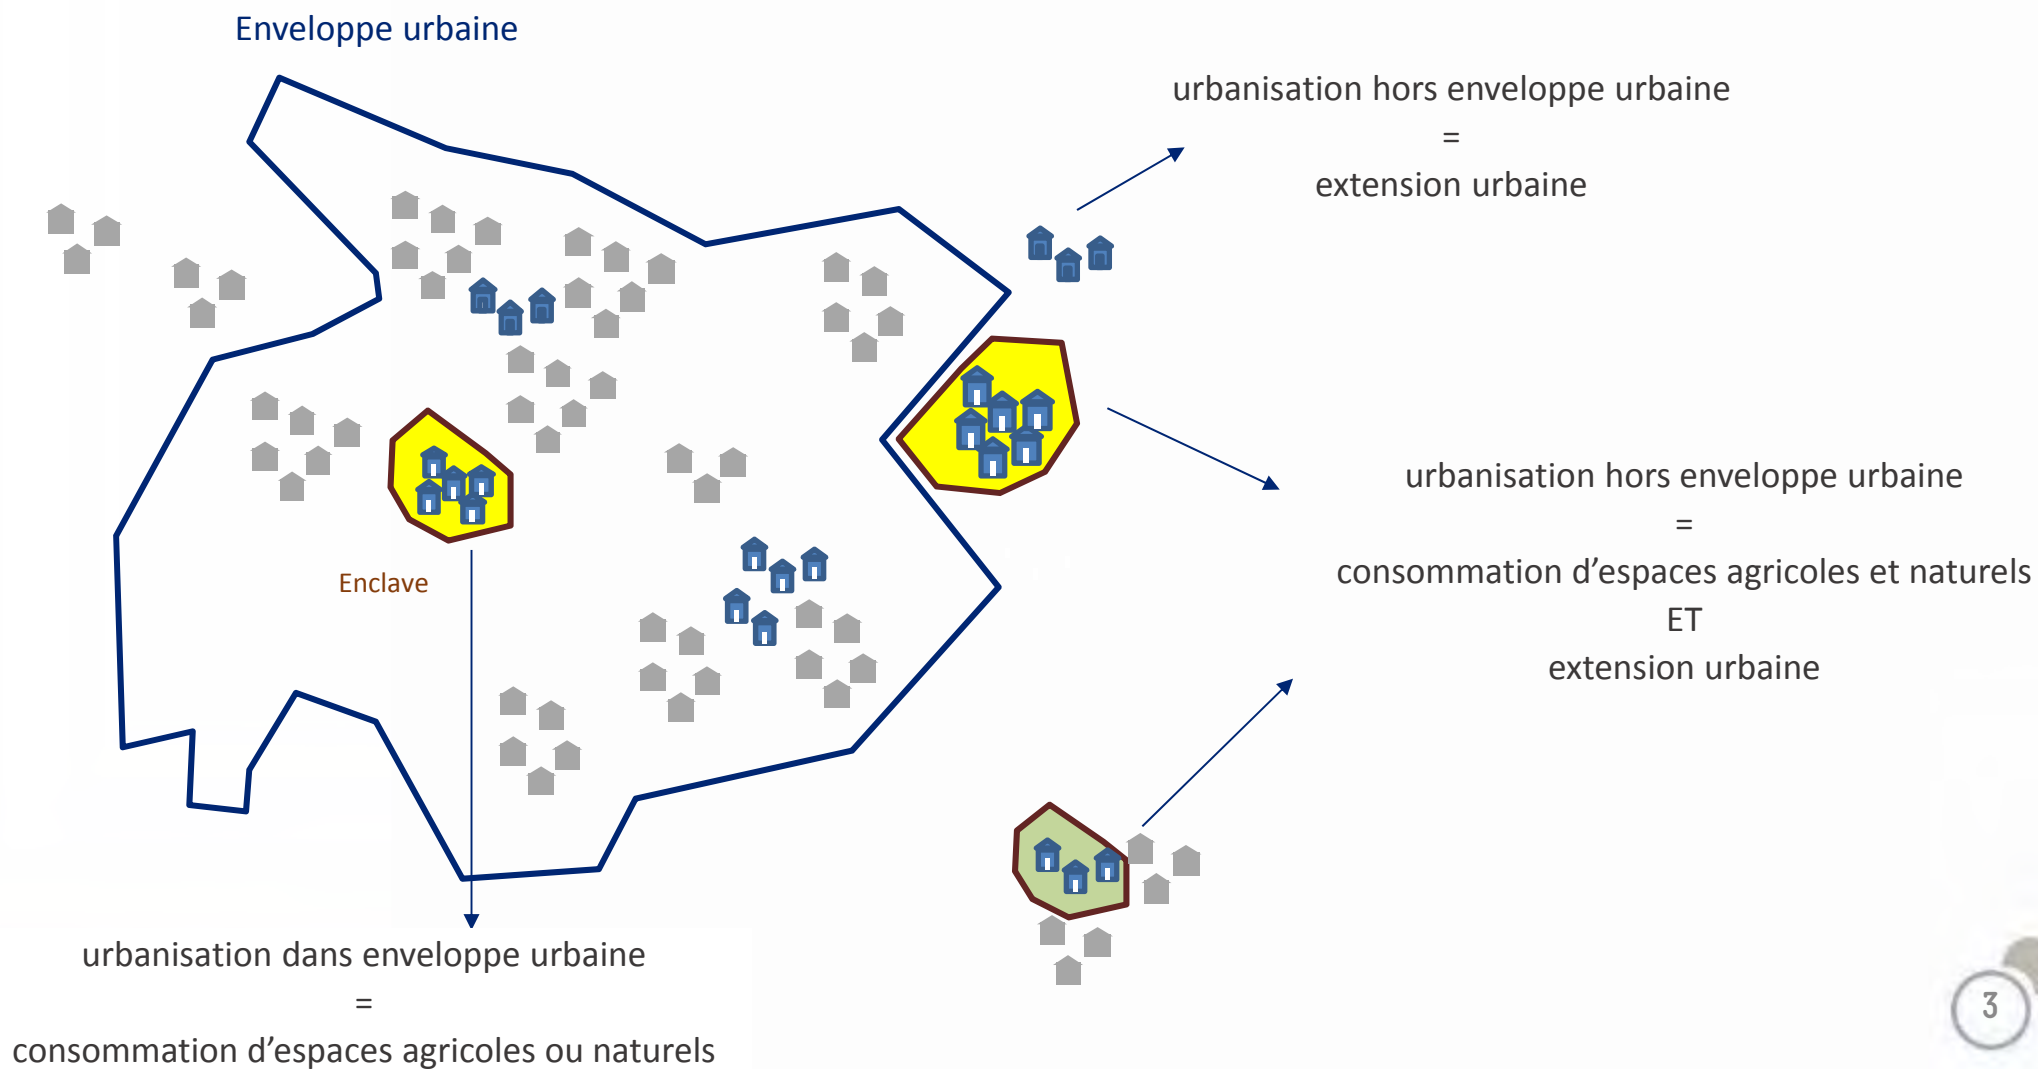 Enveloppe urbaine
urbanisation hors enveloppe urbaine
=
extension urbaine
urbanisation hors enveloppe urbaine
=
consommation d’espaces agricoles et naturels
ET
extension urbaine
Enclave
urbanisation dans enveloppe urbaine
=
consommation d’espaces agricoles ou naturels
3